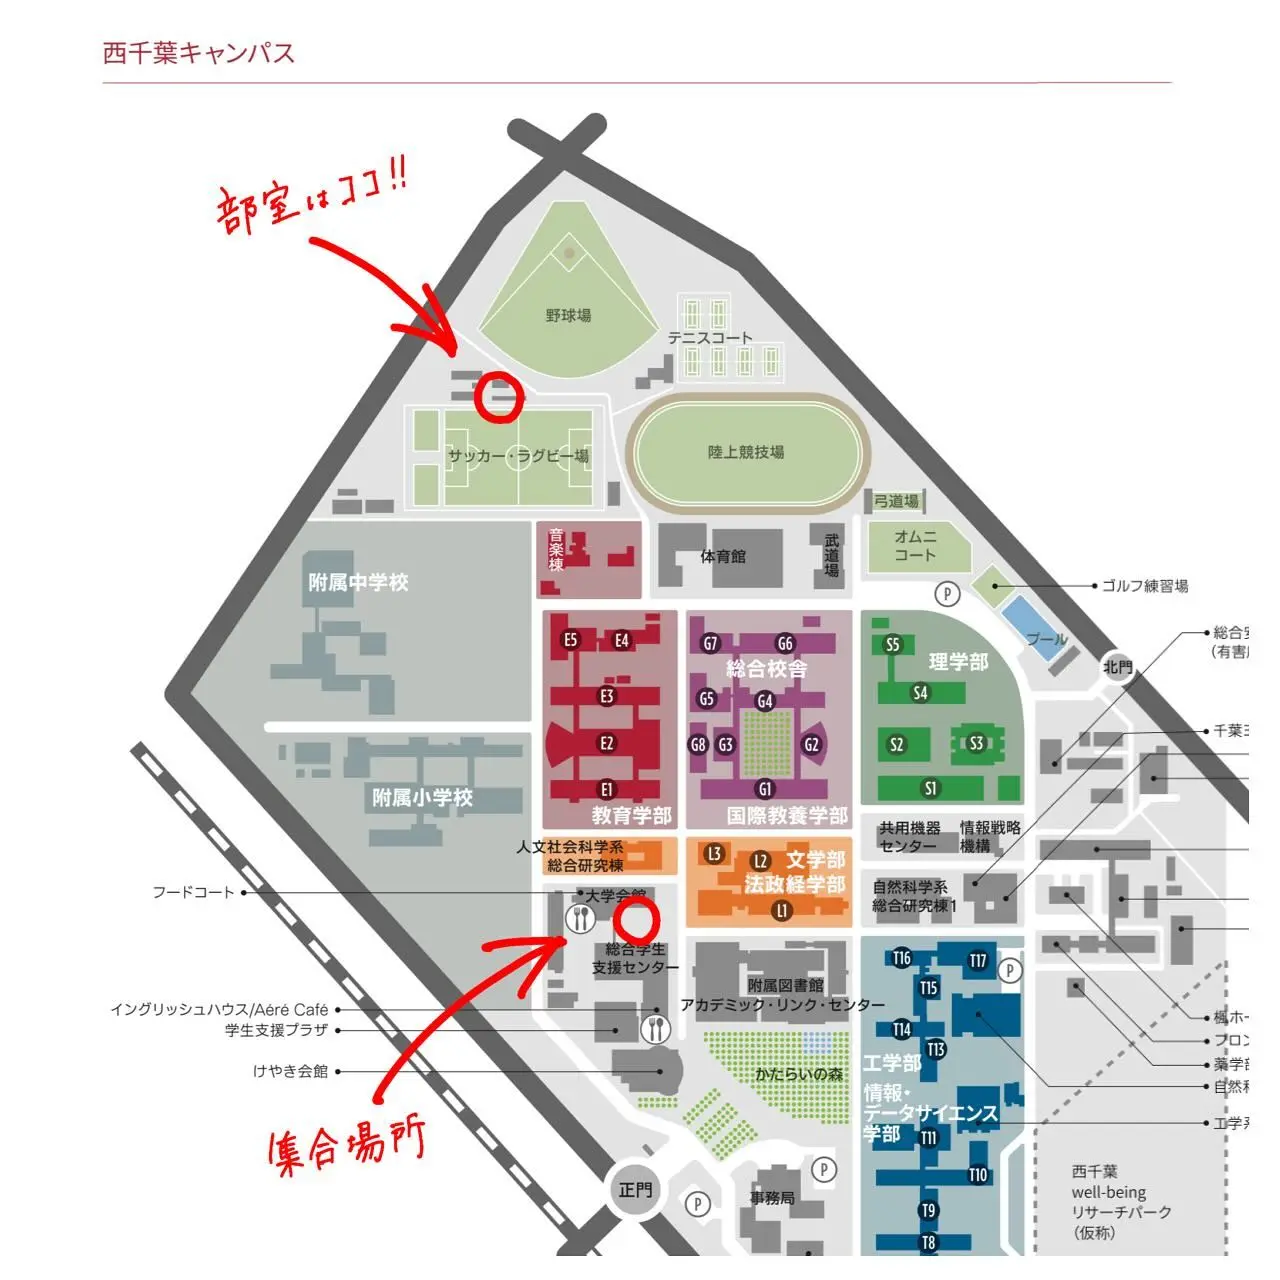 西千葉キャンパス
部室はココ!!
野球場
テニスコート
サッカー・ラグビー場
陸上競技場
弓道場
オムニ
コート
音楽棟
体育館
武道場
P
ゴルフ練習場
プール
北門
附属中学校
附属小学校
E5
E4
E3
E2
E1
教育学部
G7
G6
総合校舎
G5
G4
G8
G3
G2
G1
国際教養学部
S5
理学部
S4
S2
S3
S1
総合安
(有害
千葉ヨ
人文社会科学系
総合研究棟
L3
L2
文学部
法政経学部
L1
共用機器
センター
情報戦略
機構
自然科学系
総合研究棟1
フードコート
大学会館
総合学生
支援センター
附属図書館
アカデミック・リンク・センター
イングリッシュハウス/Aéré Café
学生支援プラザ
けやき会館
かたらいの森
集合場所
T16
T17
P
T15
T14
T13
工学部
情報・
データサイエンス
学部
T11
T10
T9
T8
楓ホー
フロン
薬学部
自然科
工学系
正門
P
P
事務局
西千葉
well-being
リサーチパーク
(仮称)